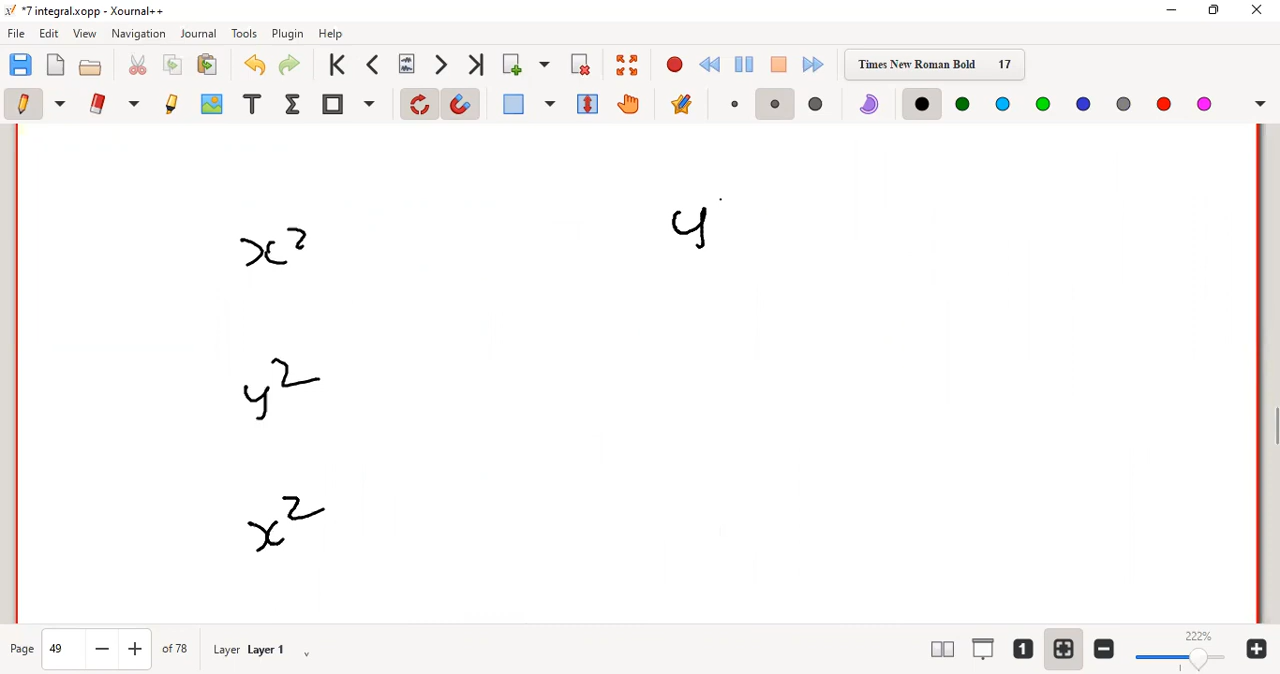 *7 integral.xopp - Xournal++
File Edit View Navigation Journal Tools Plugin Help
Times New Roman Bold 17
x² y
y²
x²
Page 49 of 78 Layer Layer 1 222%